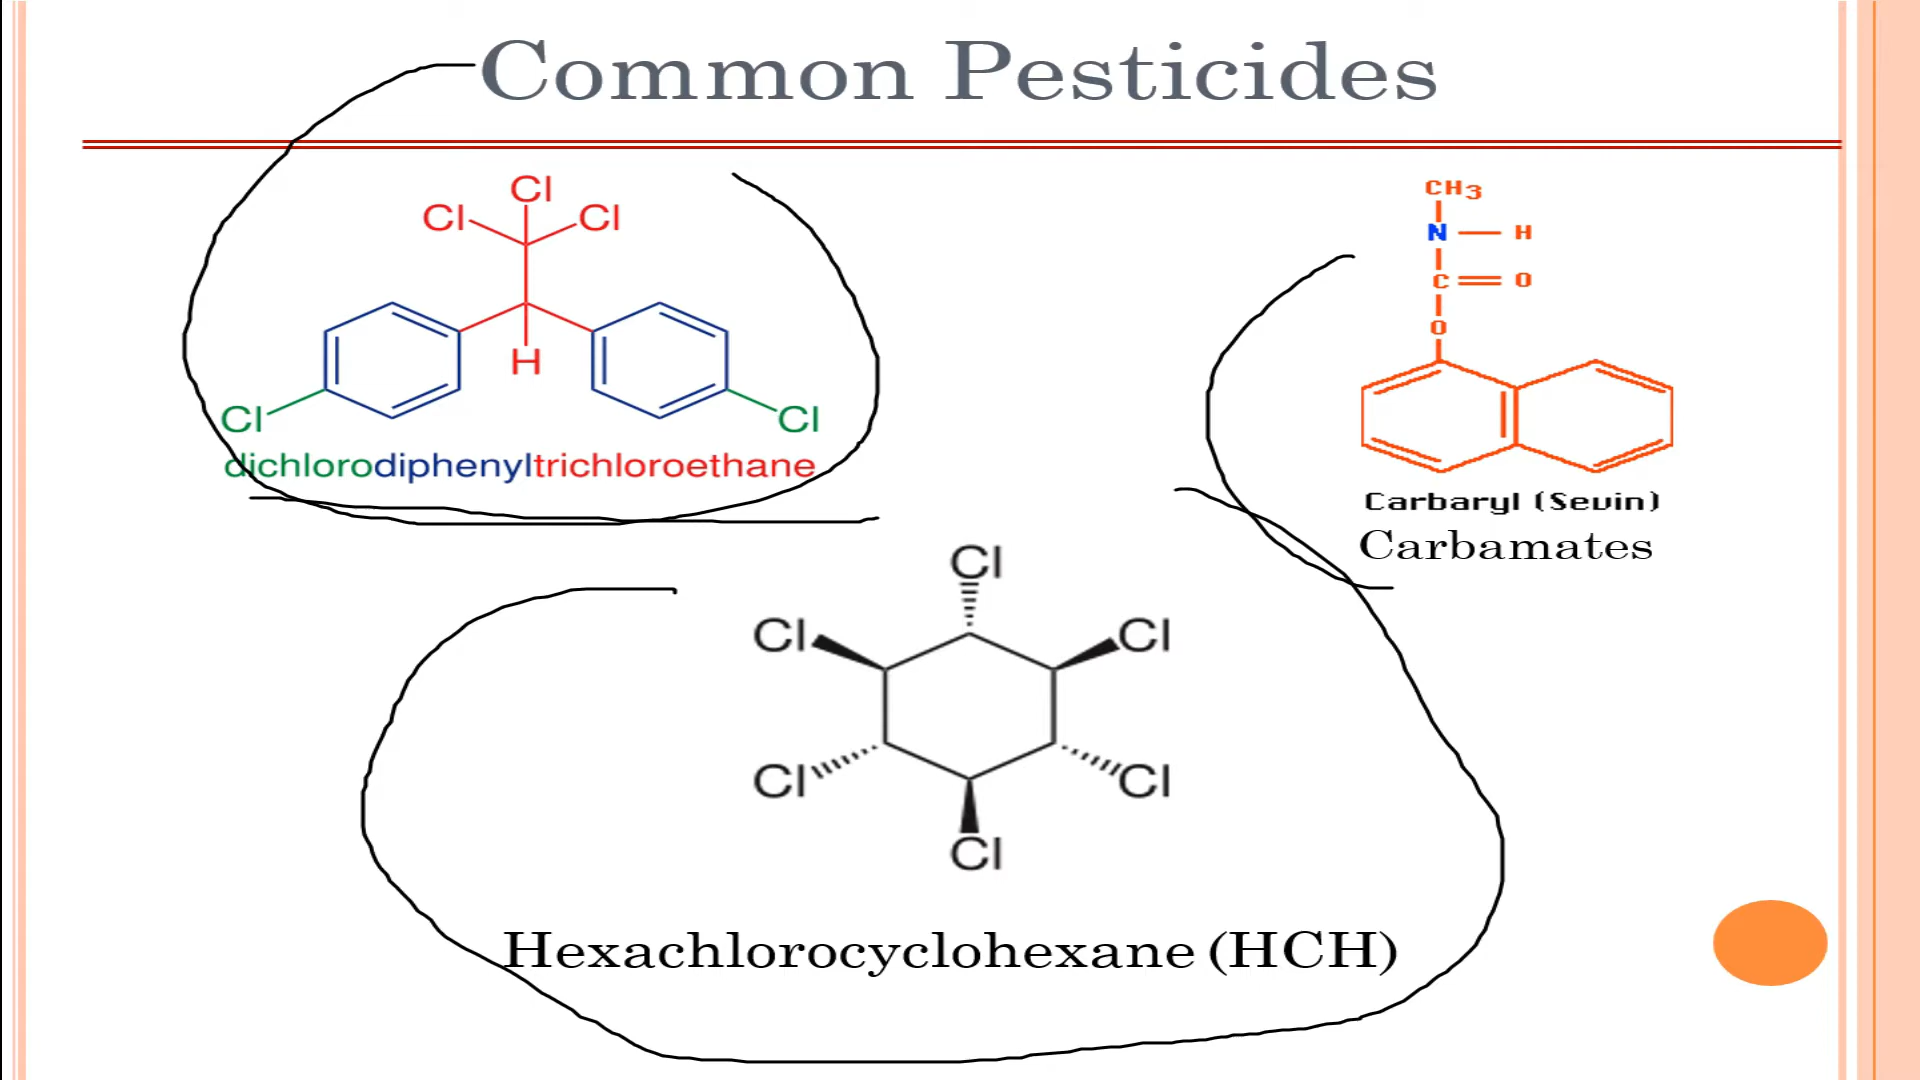 Common Pesticides
Cl
Cl Cl
H
Cl Cl
dichlorodiphenyltrichloroethane
CH3
N H
C O
O
Carbaryl (Sevin)
Carbamates
Cl
Cl Cl
Cl Cl
Cl
Hexachlorocyclohexane (HCH)